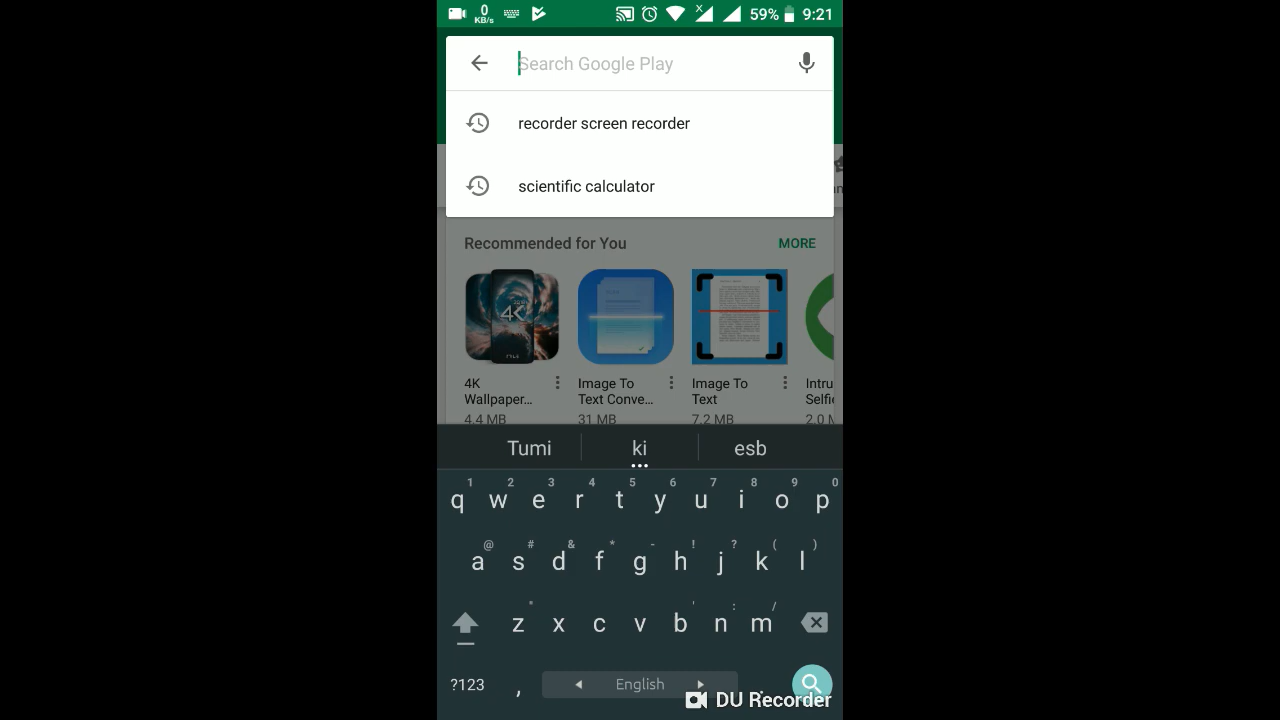 0 KB/s 59% 9:21
Search Google Play
recorder screen recorder
scientific calculator
Recommended for You MORE
4K
4K Image To Image To Intru
Wallpaper... Text Conve... Text Selfi
4.4 MB 31 MB 7.2 MB 2.0 M
Tumi ki esb
1 2 3 4 5 6 7 8 9 0
q w e r t y u i o p
@ # & * - ! ? ( )
a s d f g h j k l
" ' : /
z x c v b n m
?123 , English .
DU Recorder